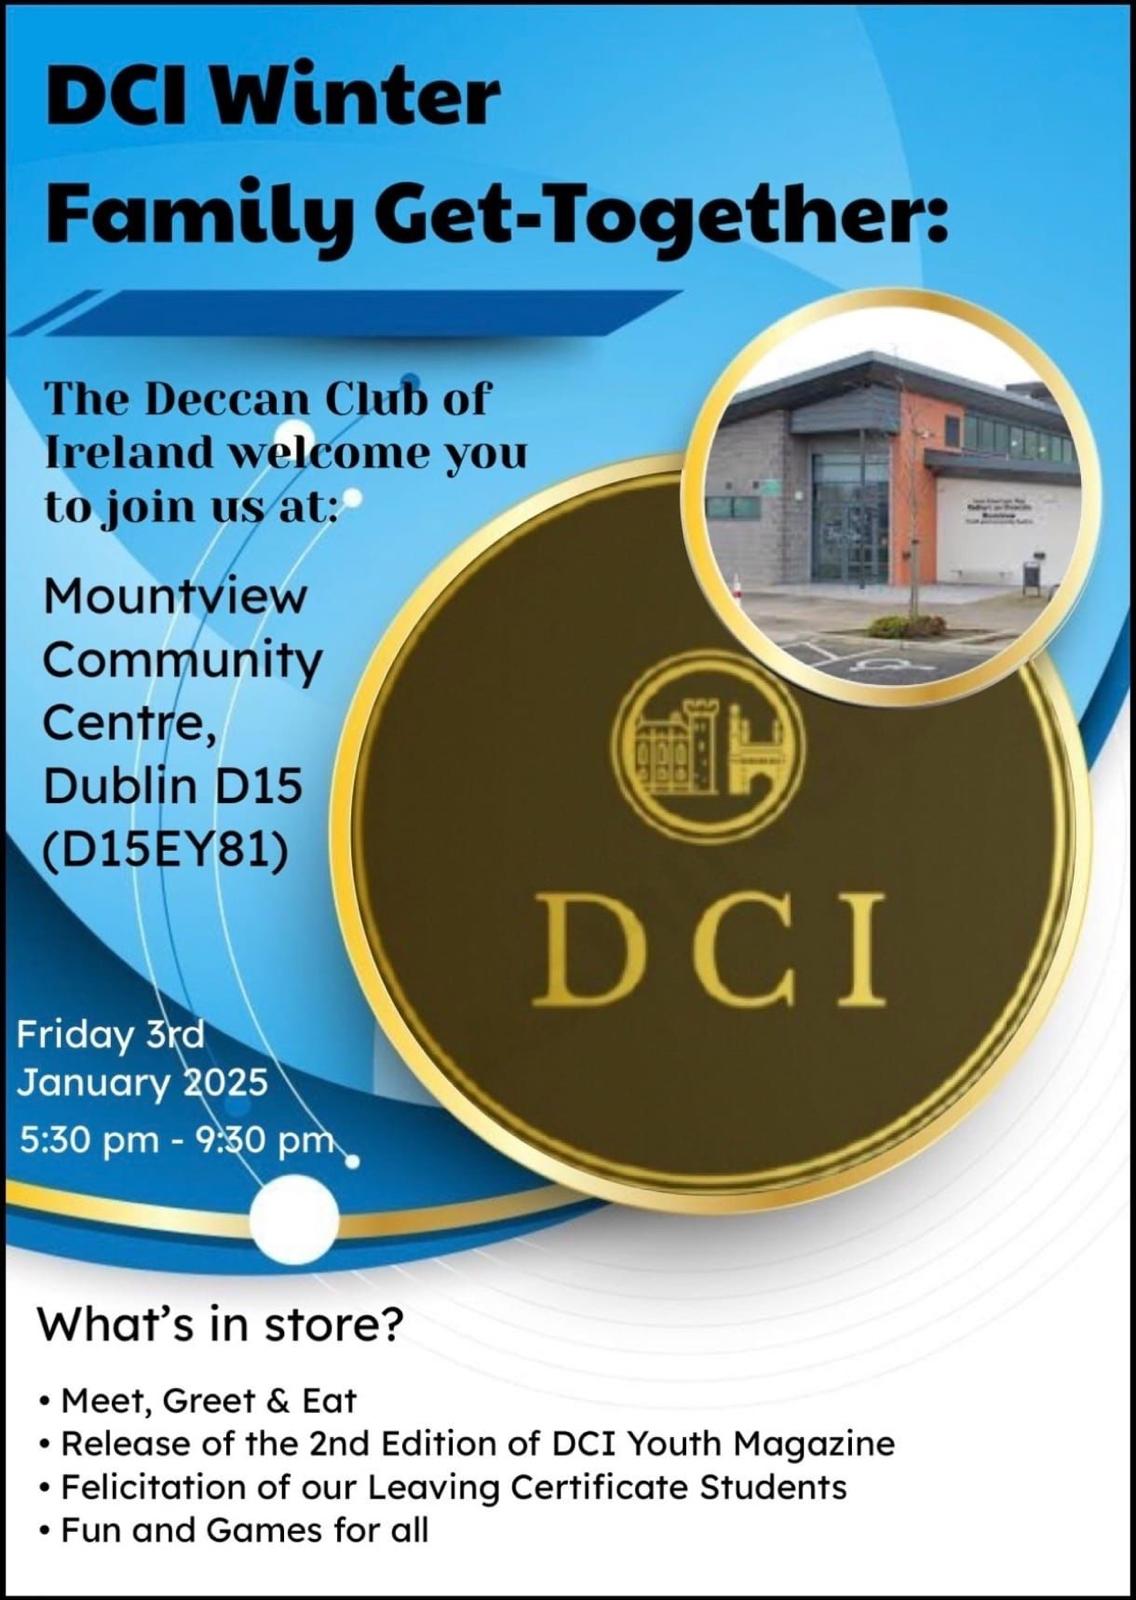 DCI Winter
Family Get-Together:
The Deccan Club of
Ireland welcome you
to join us at:
Mountview
Community
Centre,
Dublin D15
(D15EY81)
DCI
Friday 3rd
January 2025
5:30 pm - 9:30 pm
What's in store?
• Meet, Greet & Eat
• Release of the 2nd Edition of DCI Youth Magazine
• Felicitation of our Leaving Certificate Students
• Fun and Games for all